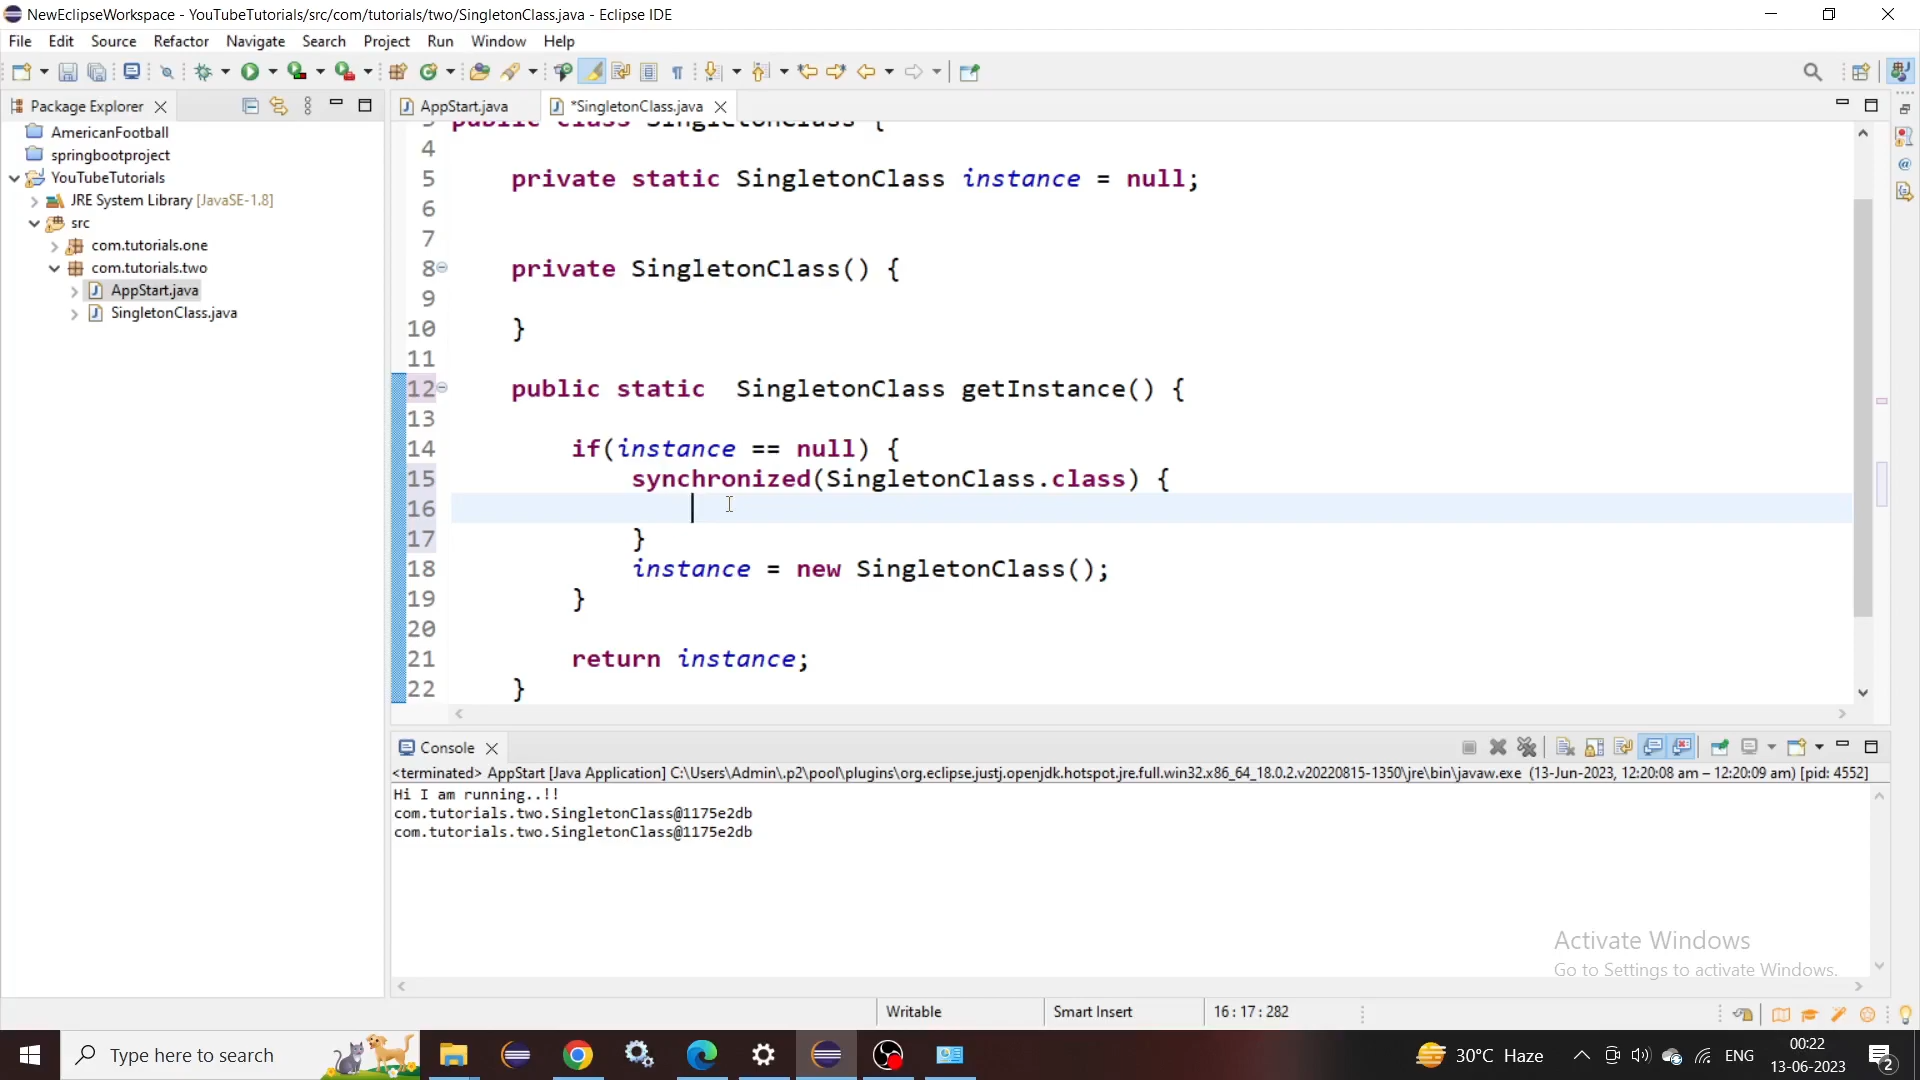 NewEclipseWorkspace - YouTubeTutorials/src/com/tutorials/two/SingletonClass.java - Eclipse IDE
File Edit Source Refactor Navigate Search Project Run Window Help
Package Explorer
AmericanFootball
springbootproject
YouTubeTutorials
JRE System Library [JavaSE-1.8]
src
com.tutorials.one
com.tutorials.two
AppStart.java
SingletonClass.java
AppStart.java *SingletonClass.java
3 public class SingletonClass {
4
5 private static SingletonClass instance = null;
6
7
8 private SingletonClass() {
9
10 }
11
12 public static  SingletonClass getInstance() {
13
14 if(instance == null) {
15 synchronized(SingletonClass.class) {
16
17 }
18 instance = new SingletonClass();
19 }
20
21 return instance;
22 }
Console
<terminated> AppStart [Java Application] C:\Users\Admin\.p2\pool\plugins\org.eclipse.justj.openjdk.hotspot.jre.full.win32.x86_64_18.0.2.v20220815-1350\jre\bin\javaw.exe (13-Jun-2023, 12:20:08 am – 12:20:09 am) [pid: 4552]
Hi I am running..!!
com.tutorials.two.SingletonClass@1175e2db
com.tutorials.two.SingletonClass@1175e2db
Activate Windows
Go to Settings to activate Windows.
Writable Smart Insert 16 : 17 : 282
Type here to search
30°C Haze
ENG
00:22
13-06-2023
2